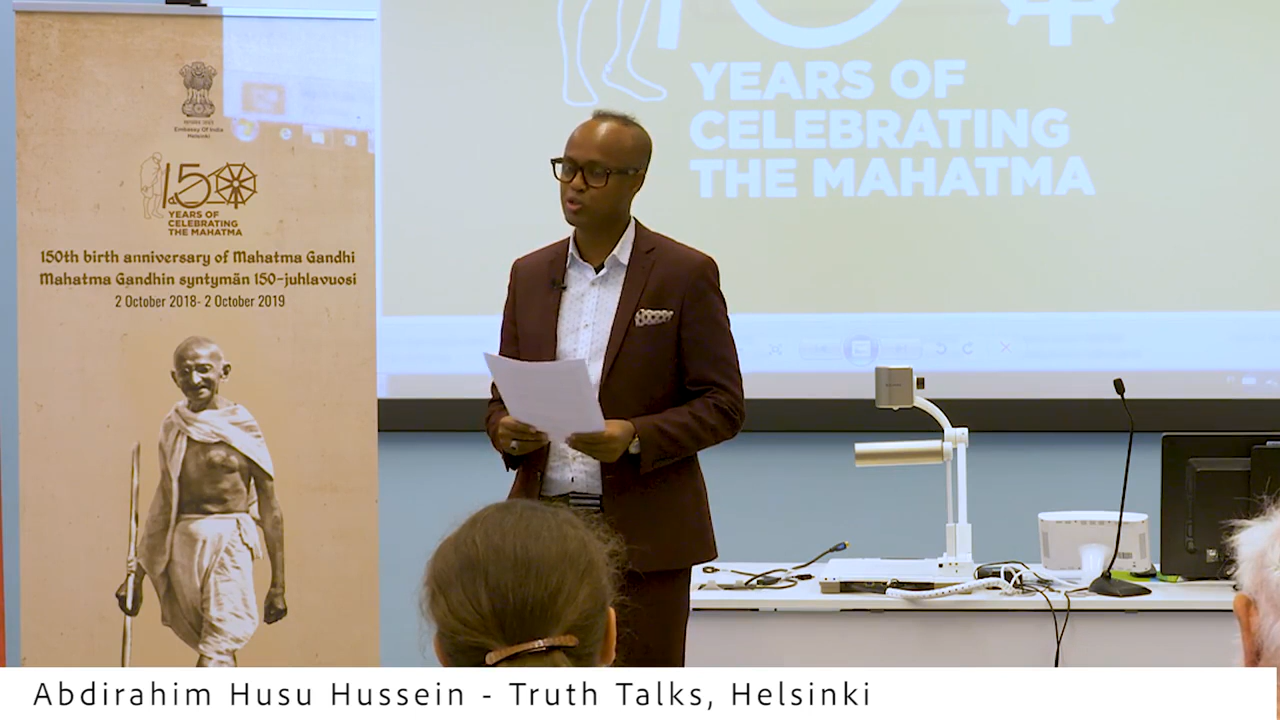 Embassy Of India
Helsinki
150
YEARS OF
CELEBRATING
THE MAHATMA
150th birth anniversary of Mahatma Gandhi
Mahatma Gandhin syntymän 150-juhlavuosi
2 October 2018- 2 October 2019
YEARS OF
CELEBRATING
THE MAHATMA
Abdirahim Husu Hussein - Truth Talks, Helsinki